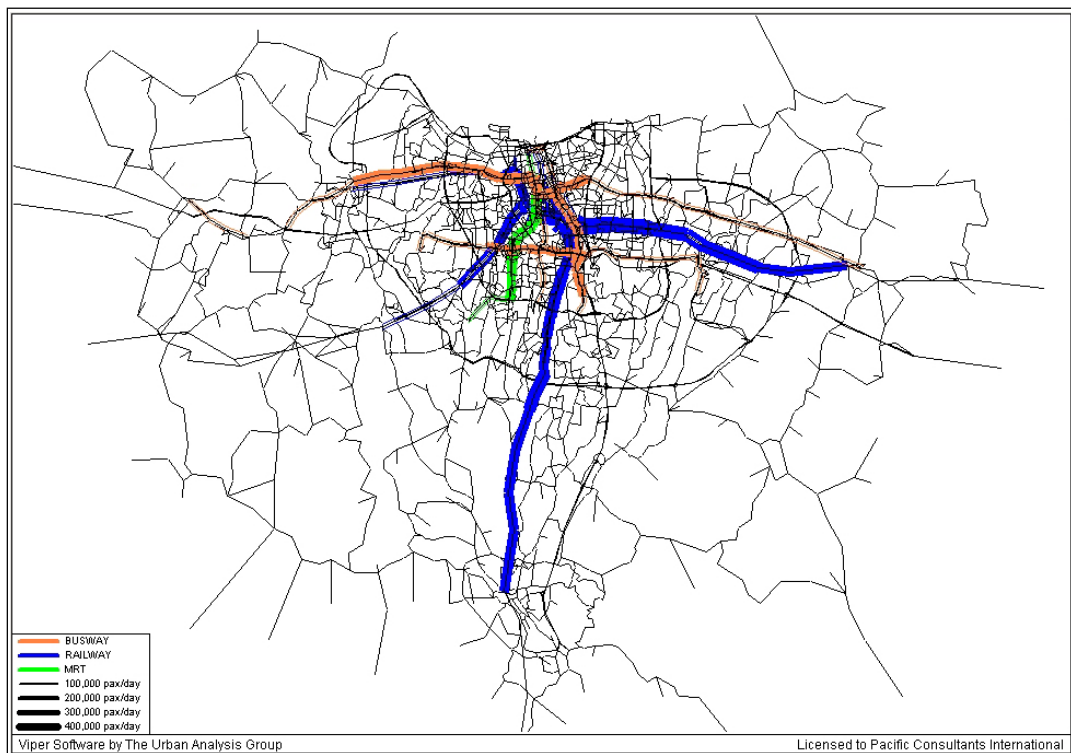 BUSWAY
RAILWAY
MRT
100,000 pax/day
200,000 pax/day
300,000 pax/day
400,000 pax/day
Viper Software by The Urban Analysis Group
Licensed to Pacific Consultants International